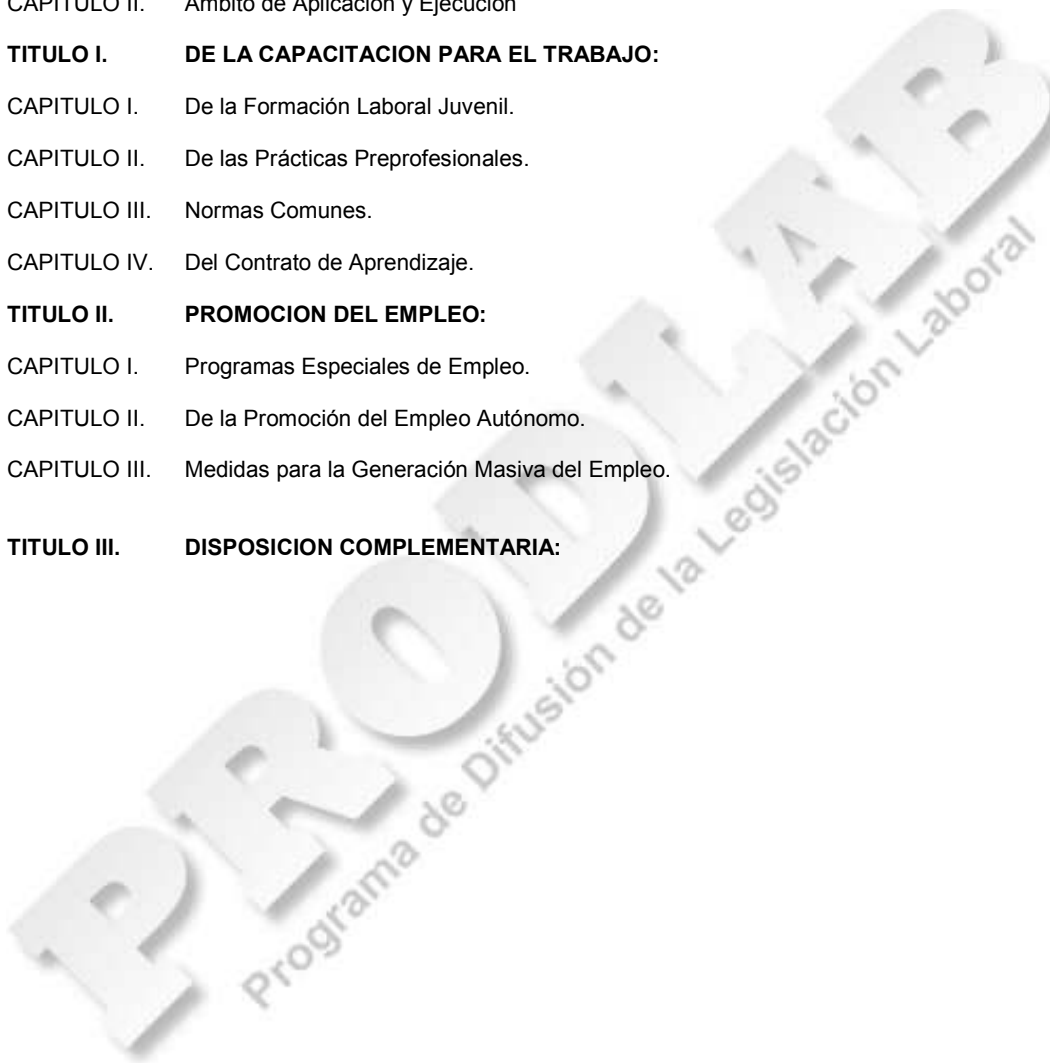 CAPITULO II. Ambito de Aplicación y Ejecución
TITULO I. DE LA CAPACITACION PARA EL TRABAJO:
CAPITULO I. De la Formación Laboral Juvenil.
CAPITULO II. De las Prácticas Preprofesionales.
CAPITULO III. Normas Comunes.
CAPITULO IV. Del Contrato de Aprendizaje.
TITULO II. PROMOCION DEL EMPLEO:
CAPITULO I. Programas Especiales de Empleo.
CAPITULO II. De la Promoción del Empleo Autónomo.
CAPITULO III. Medidas para la Generación Masiva del Empleo.
TITULO III. DISPOSICION COMPLEMENTARIA:
PRODLAB
Programa de Difusión de la Legislación Laboral